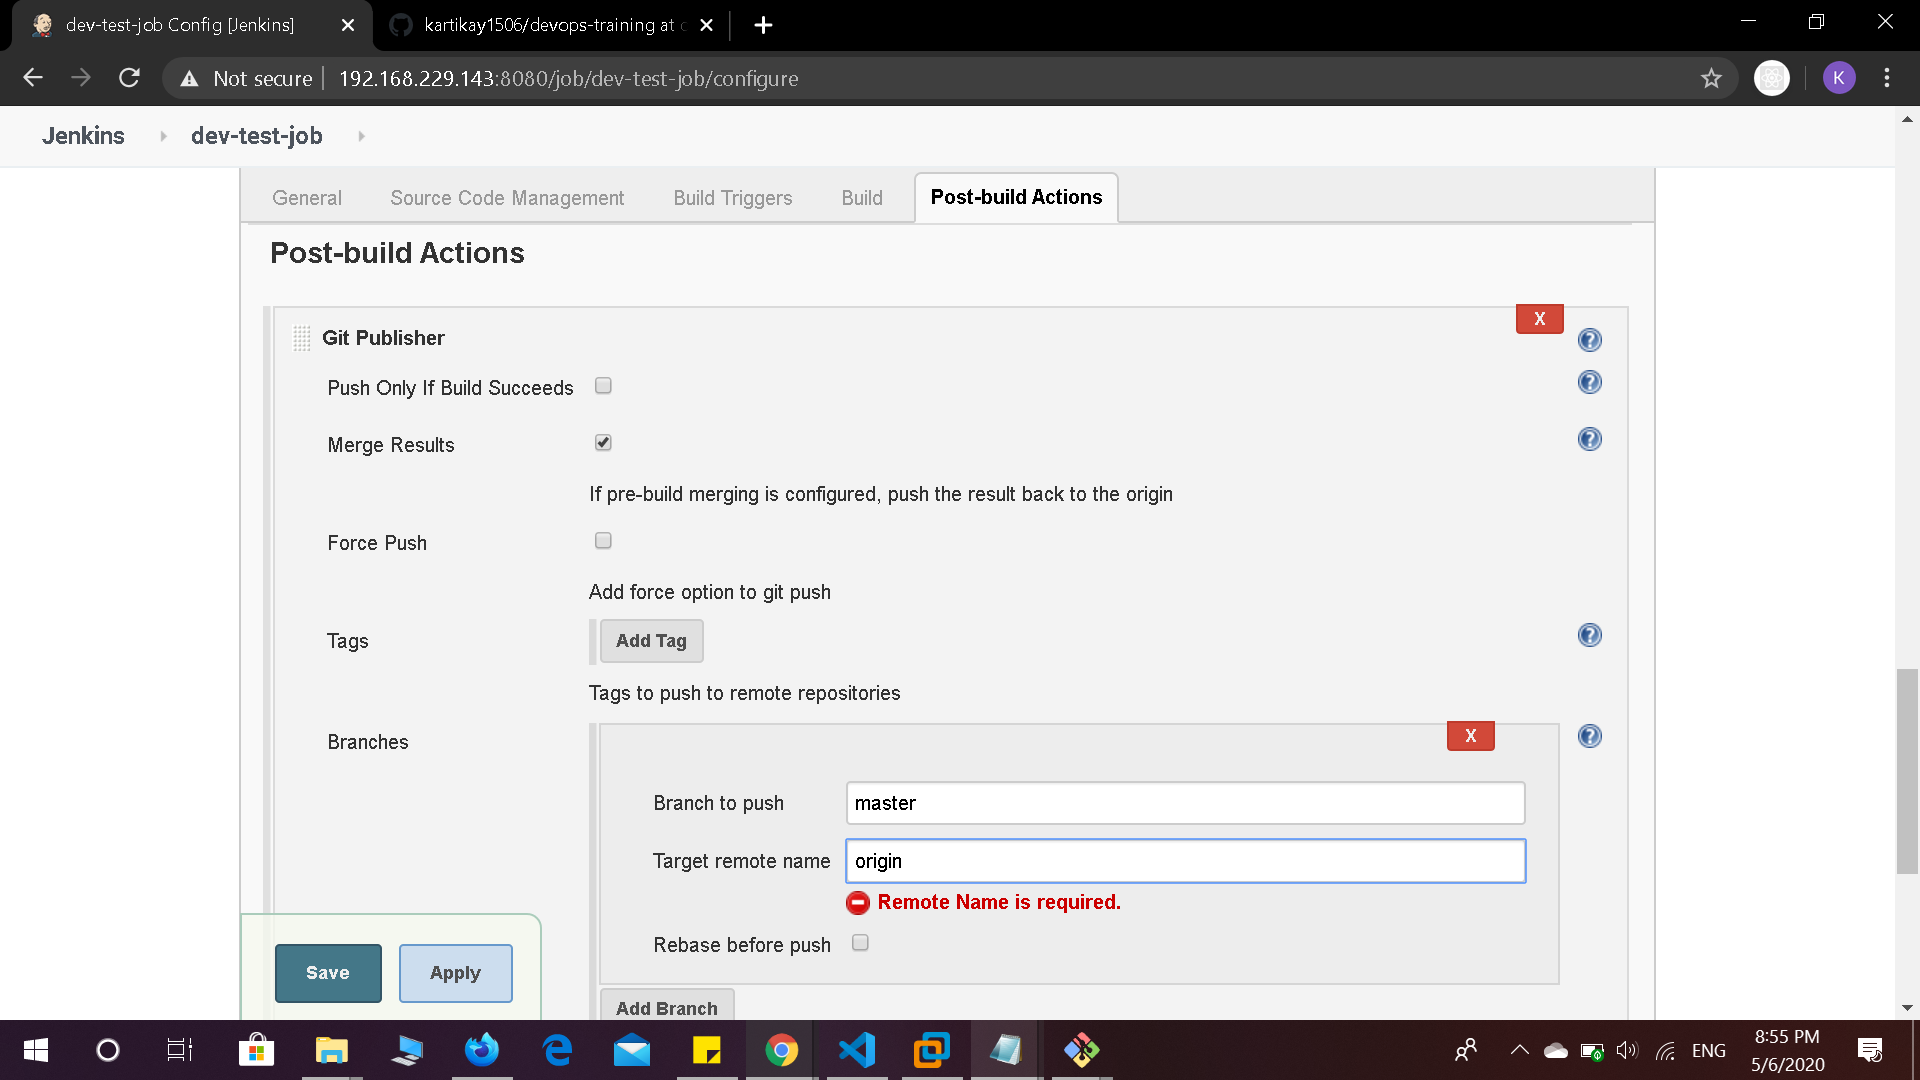 dev-test-job Config [Jenkins]
kartikay1506/devops-training at
Not secure
192.168.229.143:8080/job/dev-test-job/configure
K
Jenkins
dev-test-job
General
Source Code Management
Build Triggers
Build
Post-build Actions
Post-build Actions
X
Git Publisher
Push Only If Build Succeeds
Merge Results
If pre-build merging is configured, push the result back to the origin
Force Push
Add force option to git push
Tags
Add Tag
Tags to push to remote repositories
Branches
X
Branch to push
master
Target remote name
origin
Remote Name is required.
Rebase before push
Save
Apply
Add Branch
ENG
8:55 PM
5/6/2020